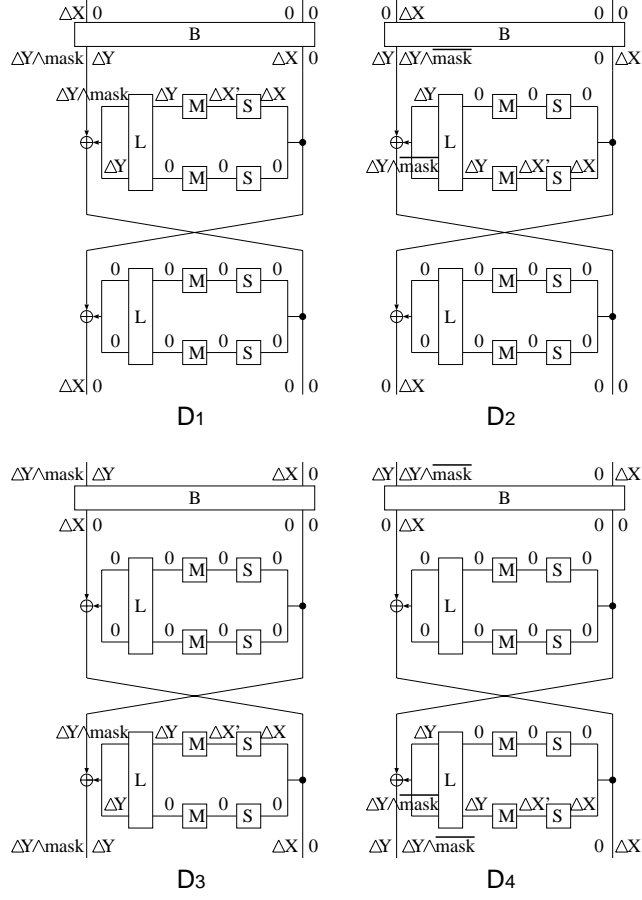 △X 0 0 0 0 △X 0 0
B B
△Y∧mask △Y △X 0 △Y △Y∧mask 0 △X
△Y∧mask △Y △X' △X △Y 0 0 0
M S M S
L L
△Y 0 0 0 △Y∧mask △Y △X' △X
M S M S
0 0 0 0 0 0 0 0
M S M S
L L
0 0 0 0 0 0 0 0
M S M S
△X 0 0 0 0 △X 0 0
D1 D2
△Y∧mask △Y △X 0 △Y △Y∧mask 0 △X
B B
△X 0 0 0 0 △X 0 0
0 0 0 0 0 0 0 0
M S M S
L L
0 0 0 0 0 0 0 0
M S M S
△Y∧mask △Y △X' △X △Y 0 0 0
M S M S
L L
△Y 0 0 0 △Y∧mask △Y △X' △X
M S M S
△Y∧mask △Y △X 0 △Y △Y∧mask 0 △X
D3 D4